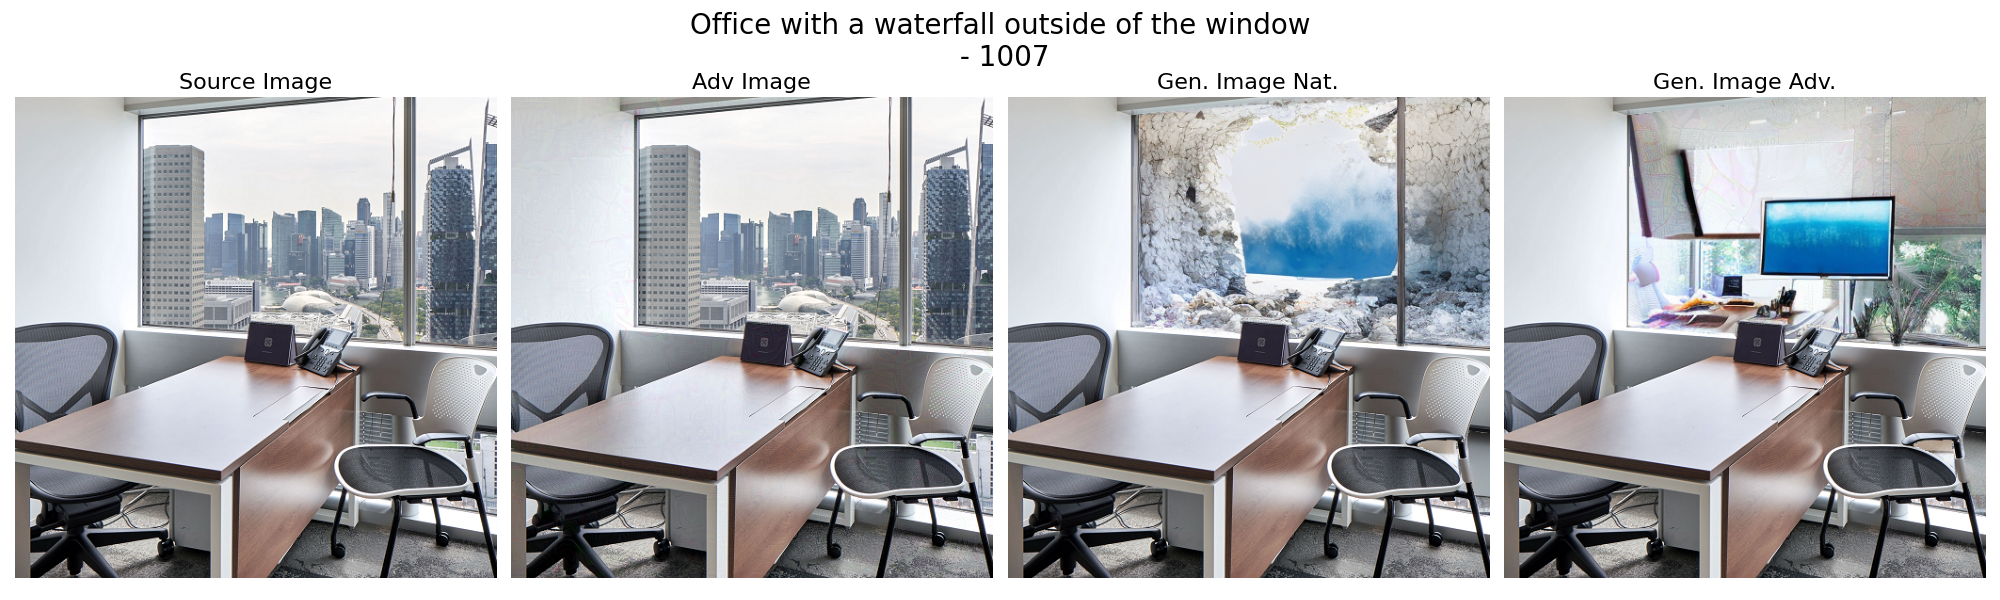 Office with a waterfall outside of the window
- 1007
Source Image
Adv Image
Gen. Image Nat.
Gen. Image Adv.